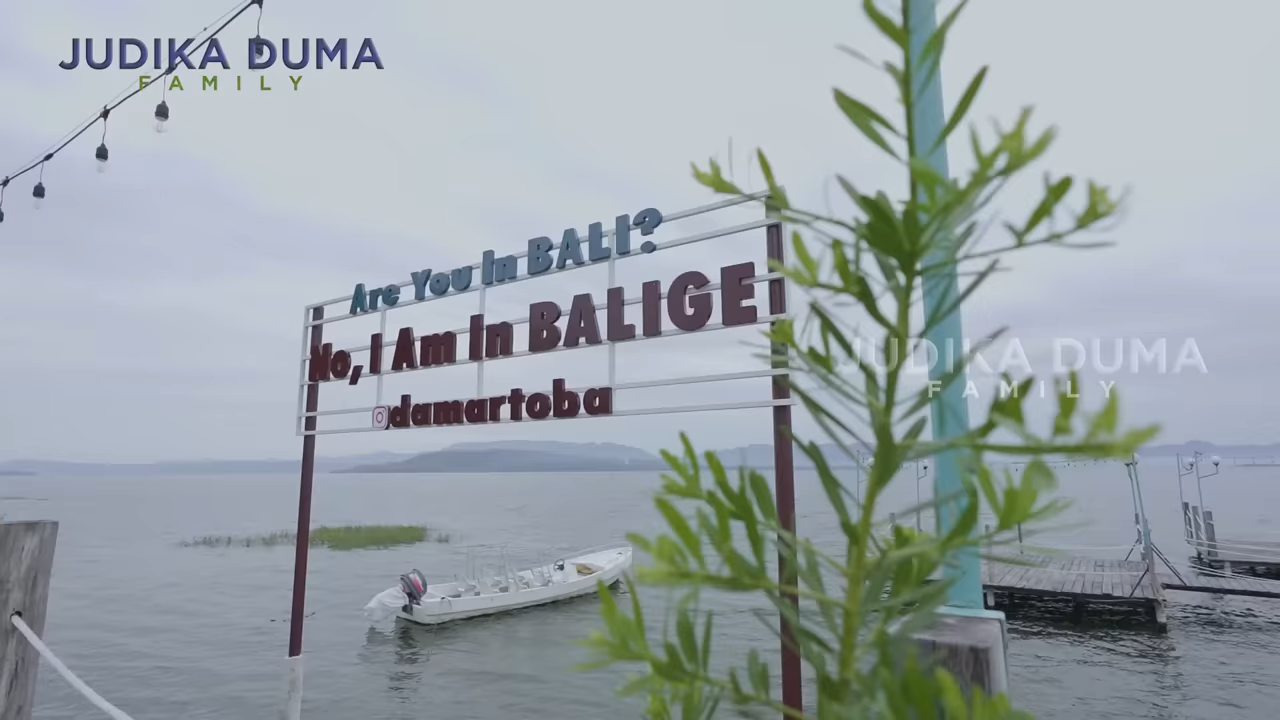 JUDIKA DUMA
FAMILY
Are You In BALI?
No, I Am In BALIGE
damartoba
JUDIKA DUMA
FAMILY